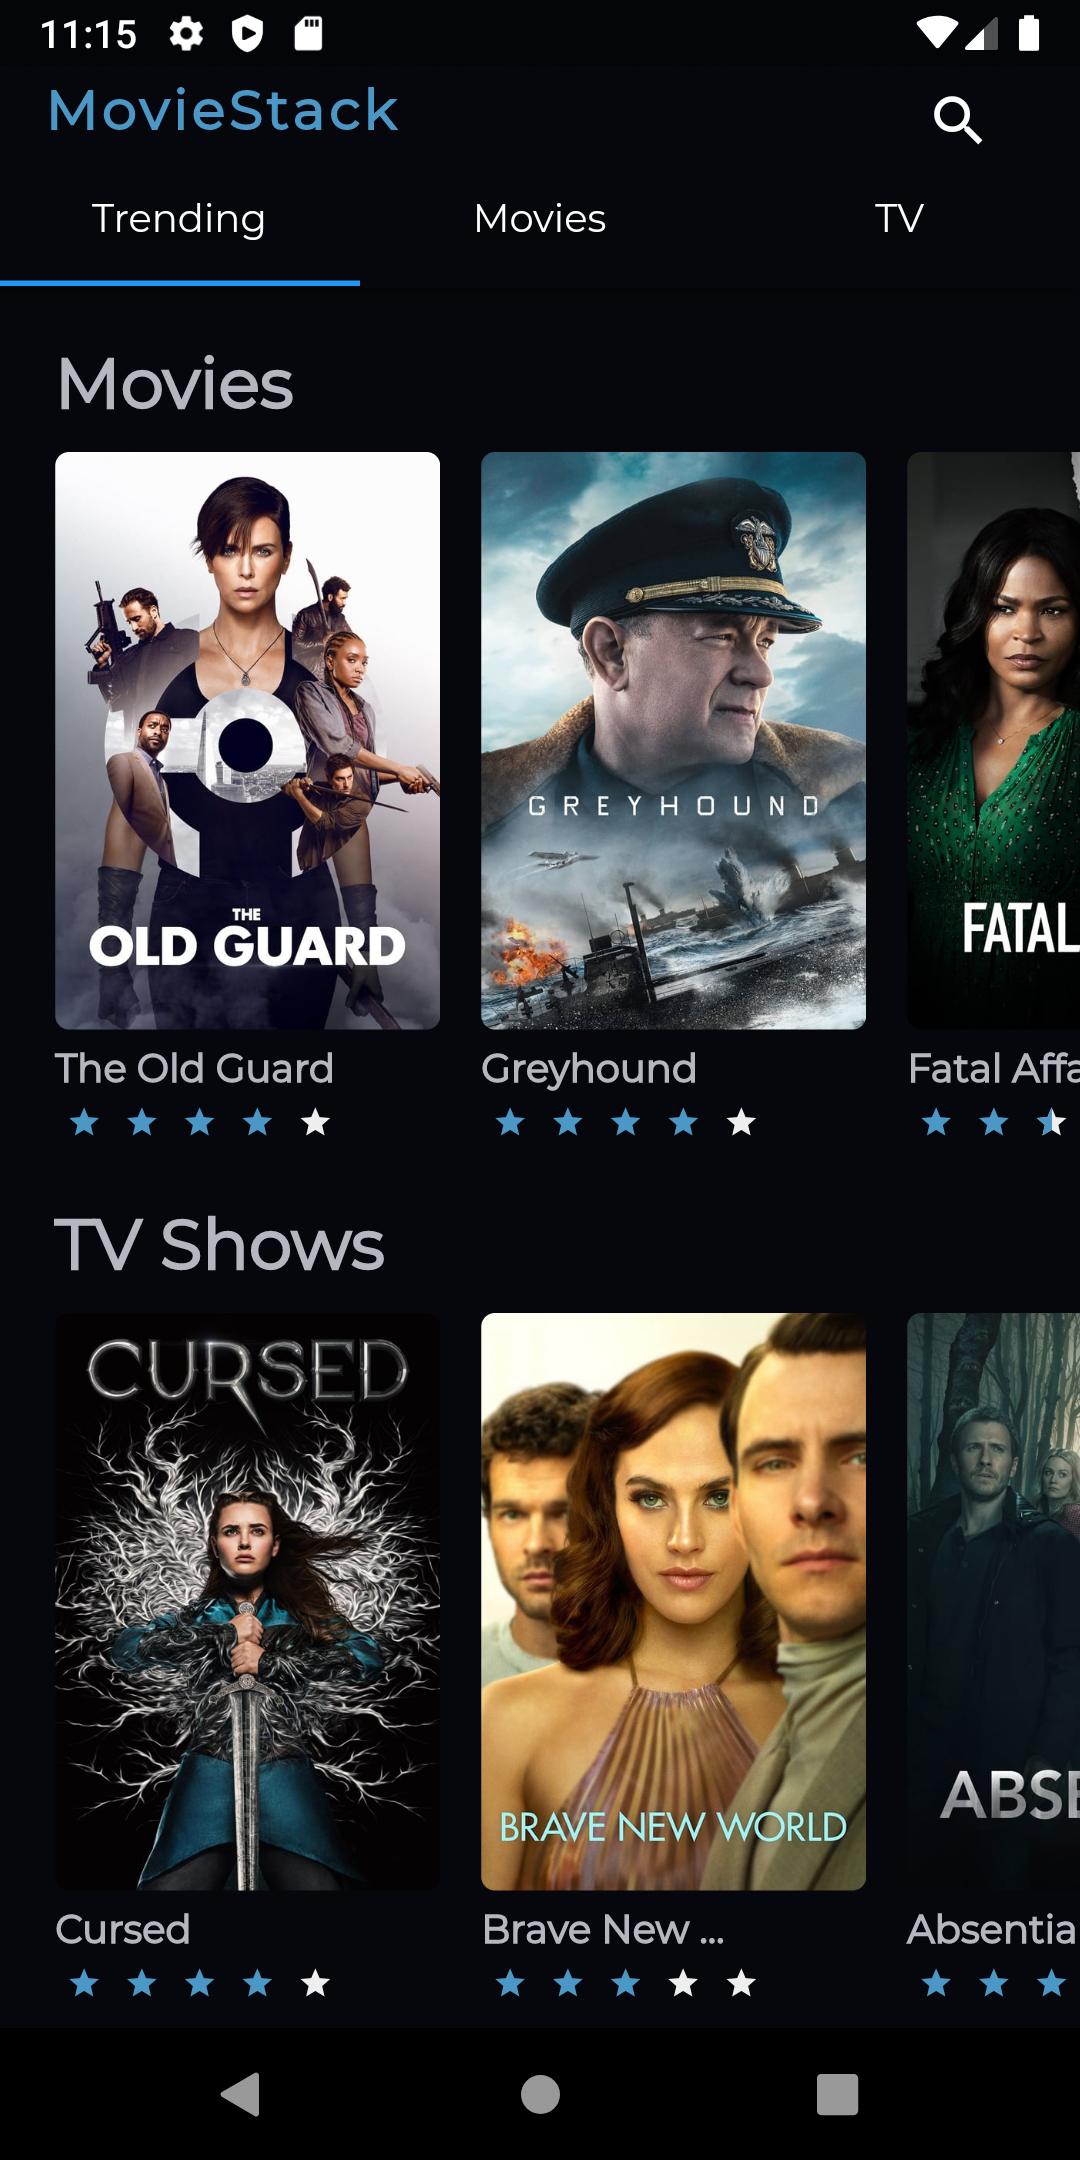 11:15
MovieStack
Trending Movies TV
Movies
THE
OLD GUARD
GREYHOUND
FATAL
The Old Guard Greyhound Fatal Affa
TV Shows
CURSED
BRAVE NEW WORLD
ABSE
Cursed Brave New ... Absentia